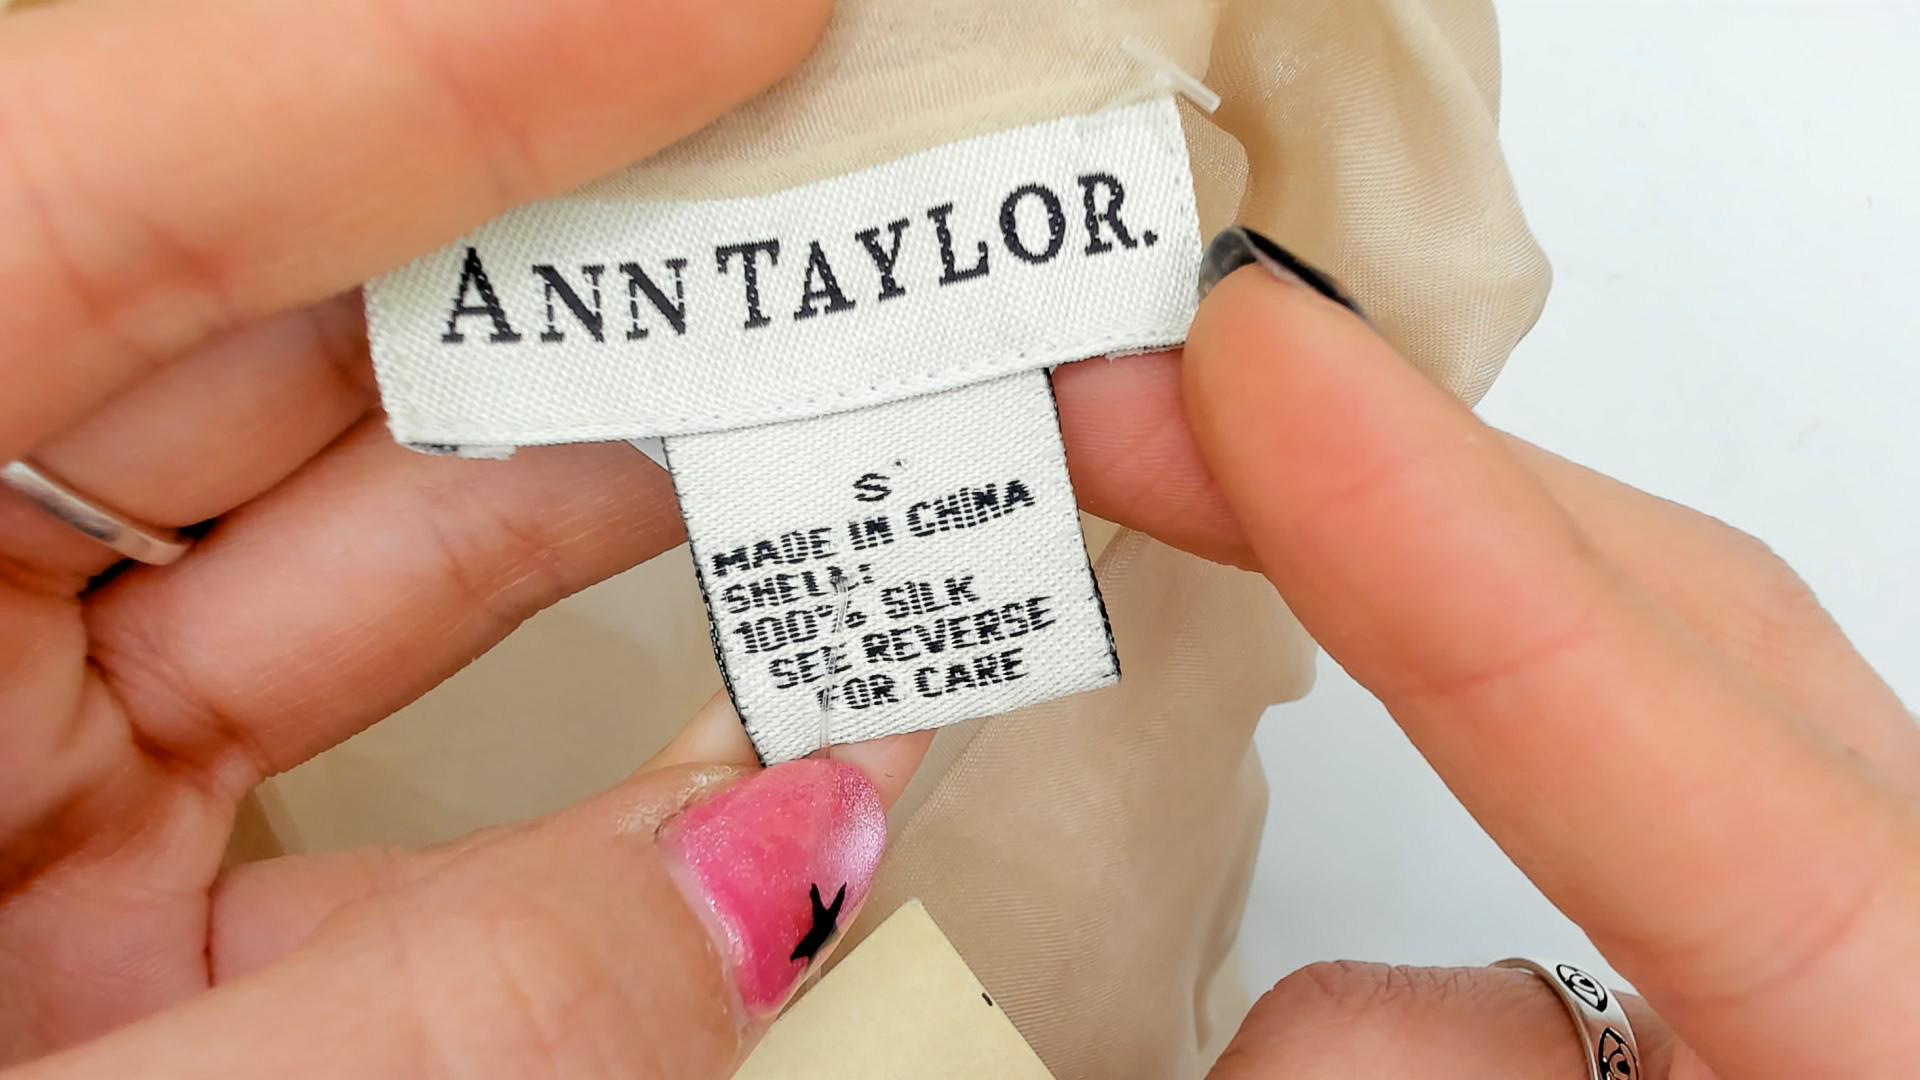 ANN TAYLOR.
S
MADE IN CHINA
SHELL:
100% SILK
SEE REVERSE
FOR CARE